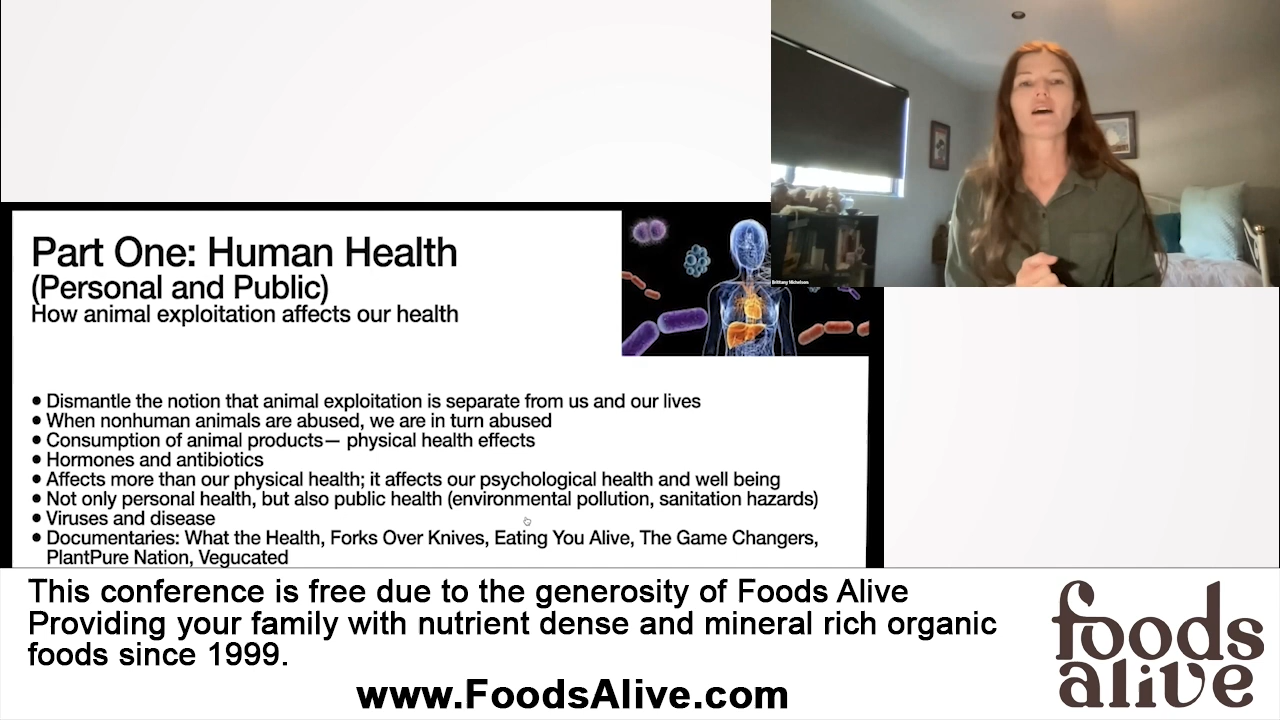 Part One: Human Health
(Personal and Public)
How animal exploitation affects our health
Brittany Nicholson
• Dismantle the notion that animal exploitation is separate from us and our lives
• When nonhuman animals are abused, we are in turn abused
• Consumption of animal products— physical health effects
• Hormones and antibiotics
• Affects more than our physical health; it affects our psychological health and well being
• Not only personal health, but also public health (environmental pollution, sanitation hazards)
• Viruses and disease
• Documentaries: What the Health, Forks Over Knives, Eating You Alive, The Game Changers,
PlantPure Nation, Vegucated
This conference is free due to the generosity of Foods Alive
Providing your family with nutrient dense and mineral rich organic
foods since 1999.
www.FoodsAlive.com
foods
alive